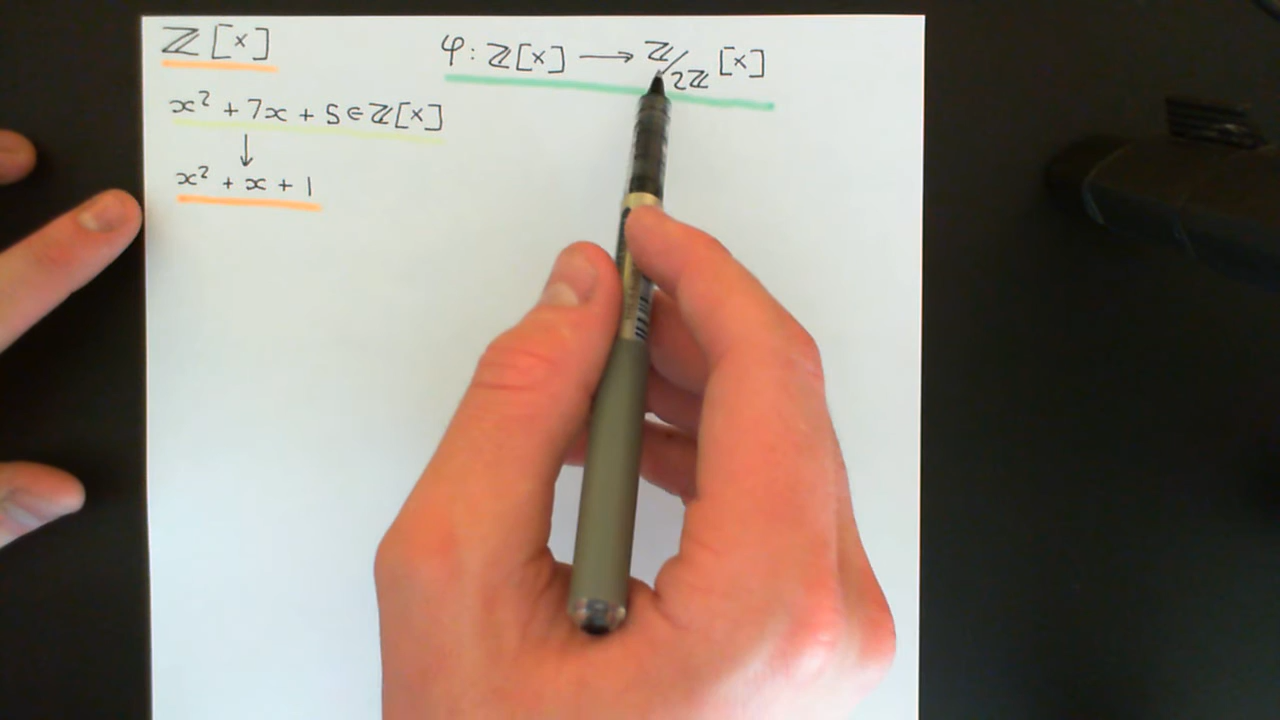 ℤ[x]
φ: ℤ[x] ⟶ ℤ/2ℤ [x]
x² + 7x + 5 ∈ ℤ[x]
↓
x² + x + 1